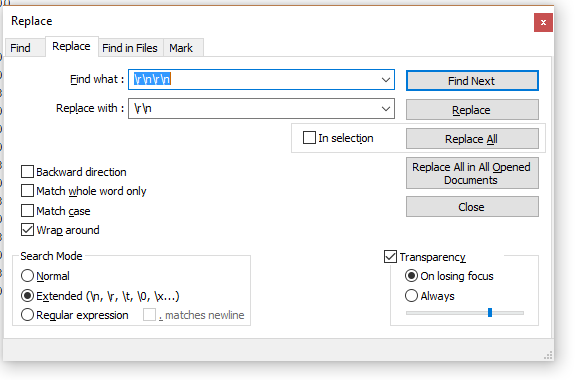 Replace
x
Find Replace Find in Files Mark
Find what : \r\n\r\n Find Next
Replace with : \r\n Replace
In selection Replace All
Backward direction Replace All in All Opened
Documents
Match whole word only
Match case Close
Wrap around
Search Mode Transparency
Normal On losing focus
Extended (\n, \r, \t, \0, \x...) Always
Regular expression . matches newline